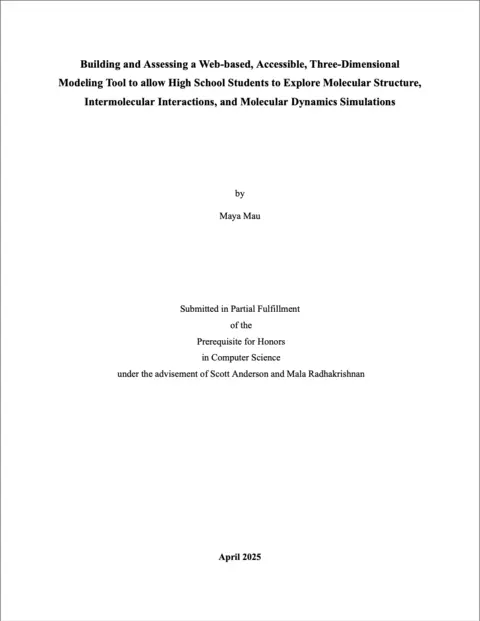 Building and Assessing a Web-based, Accessible, Three-Dimensional
Modeling Tool to allow High School Students to Explore Molecular Structure,
Intermolecular Interactions, and Molecular Dynamics Simulations
by
Maya Mau
Submitted in Partial Fulfillment
of the
Prerequisite for Honors
in Computer Science
under the advisement of Scott Anderson and Mala Radhakrishnan
April 2025